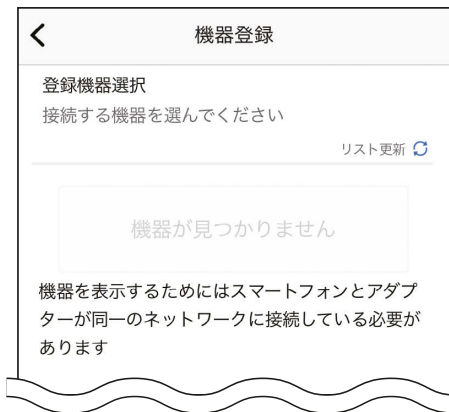 機器登録
登録機器選択
接続する機器を選んでください
リスト更新
機器が見つかりません
機器を表示するためにはスマートフォンとアダプ
ターが同一のネットワークに接続している必要が
あります